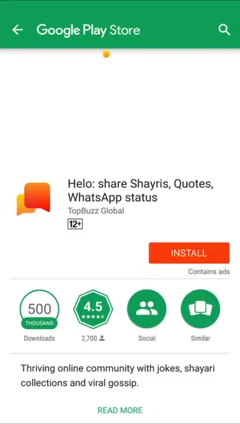 Google Play Store
Helo: share Shayris, Quotes,
WhatsApp status
TopBuzz Global
12+
INSTALL
Contains ads
500
THOUSAND
Downloads
4.5
2,700
Social
Similar
Thriving online community with jokes, shayari
collections and viral gossip.
READ MORE